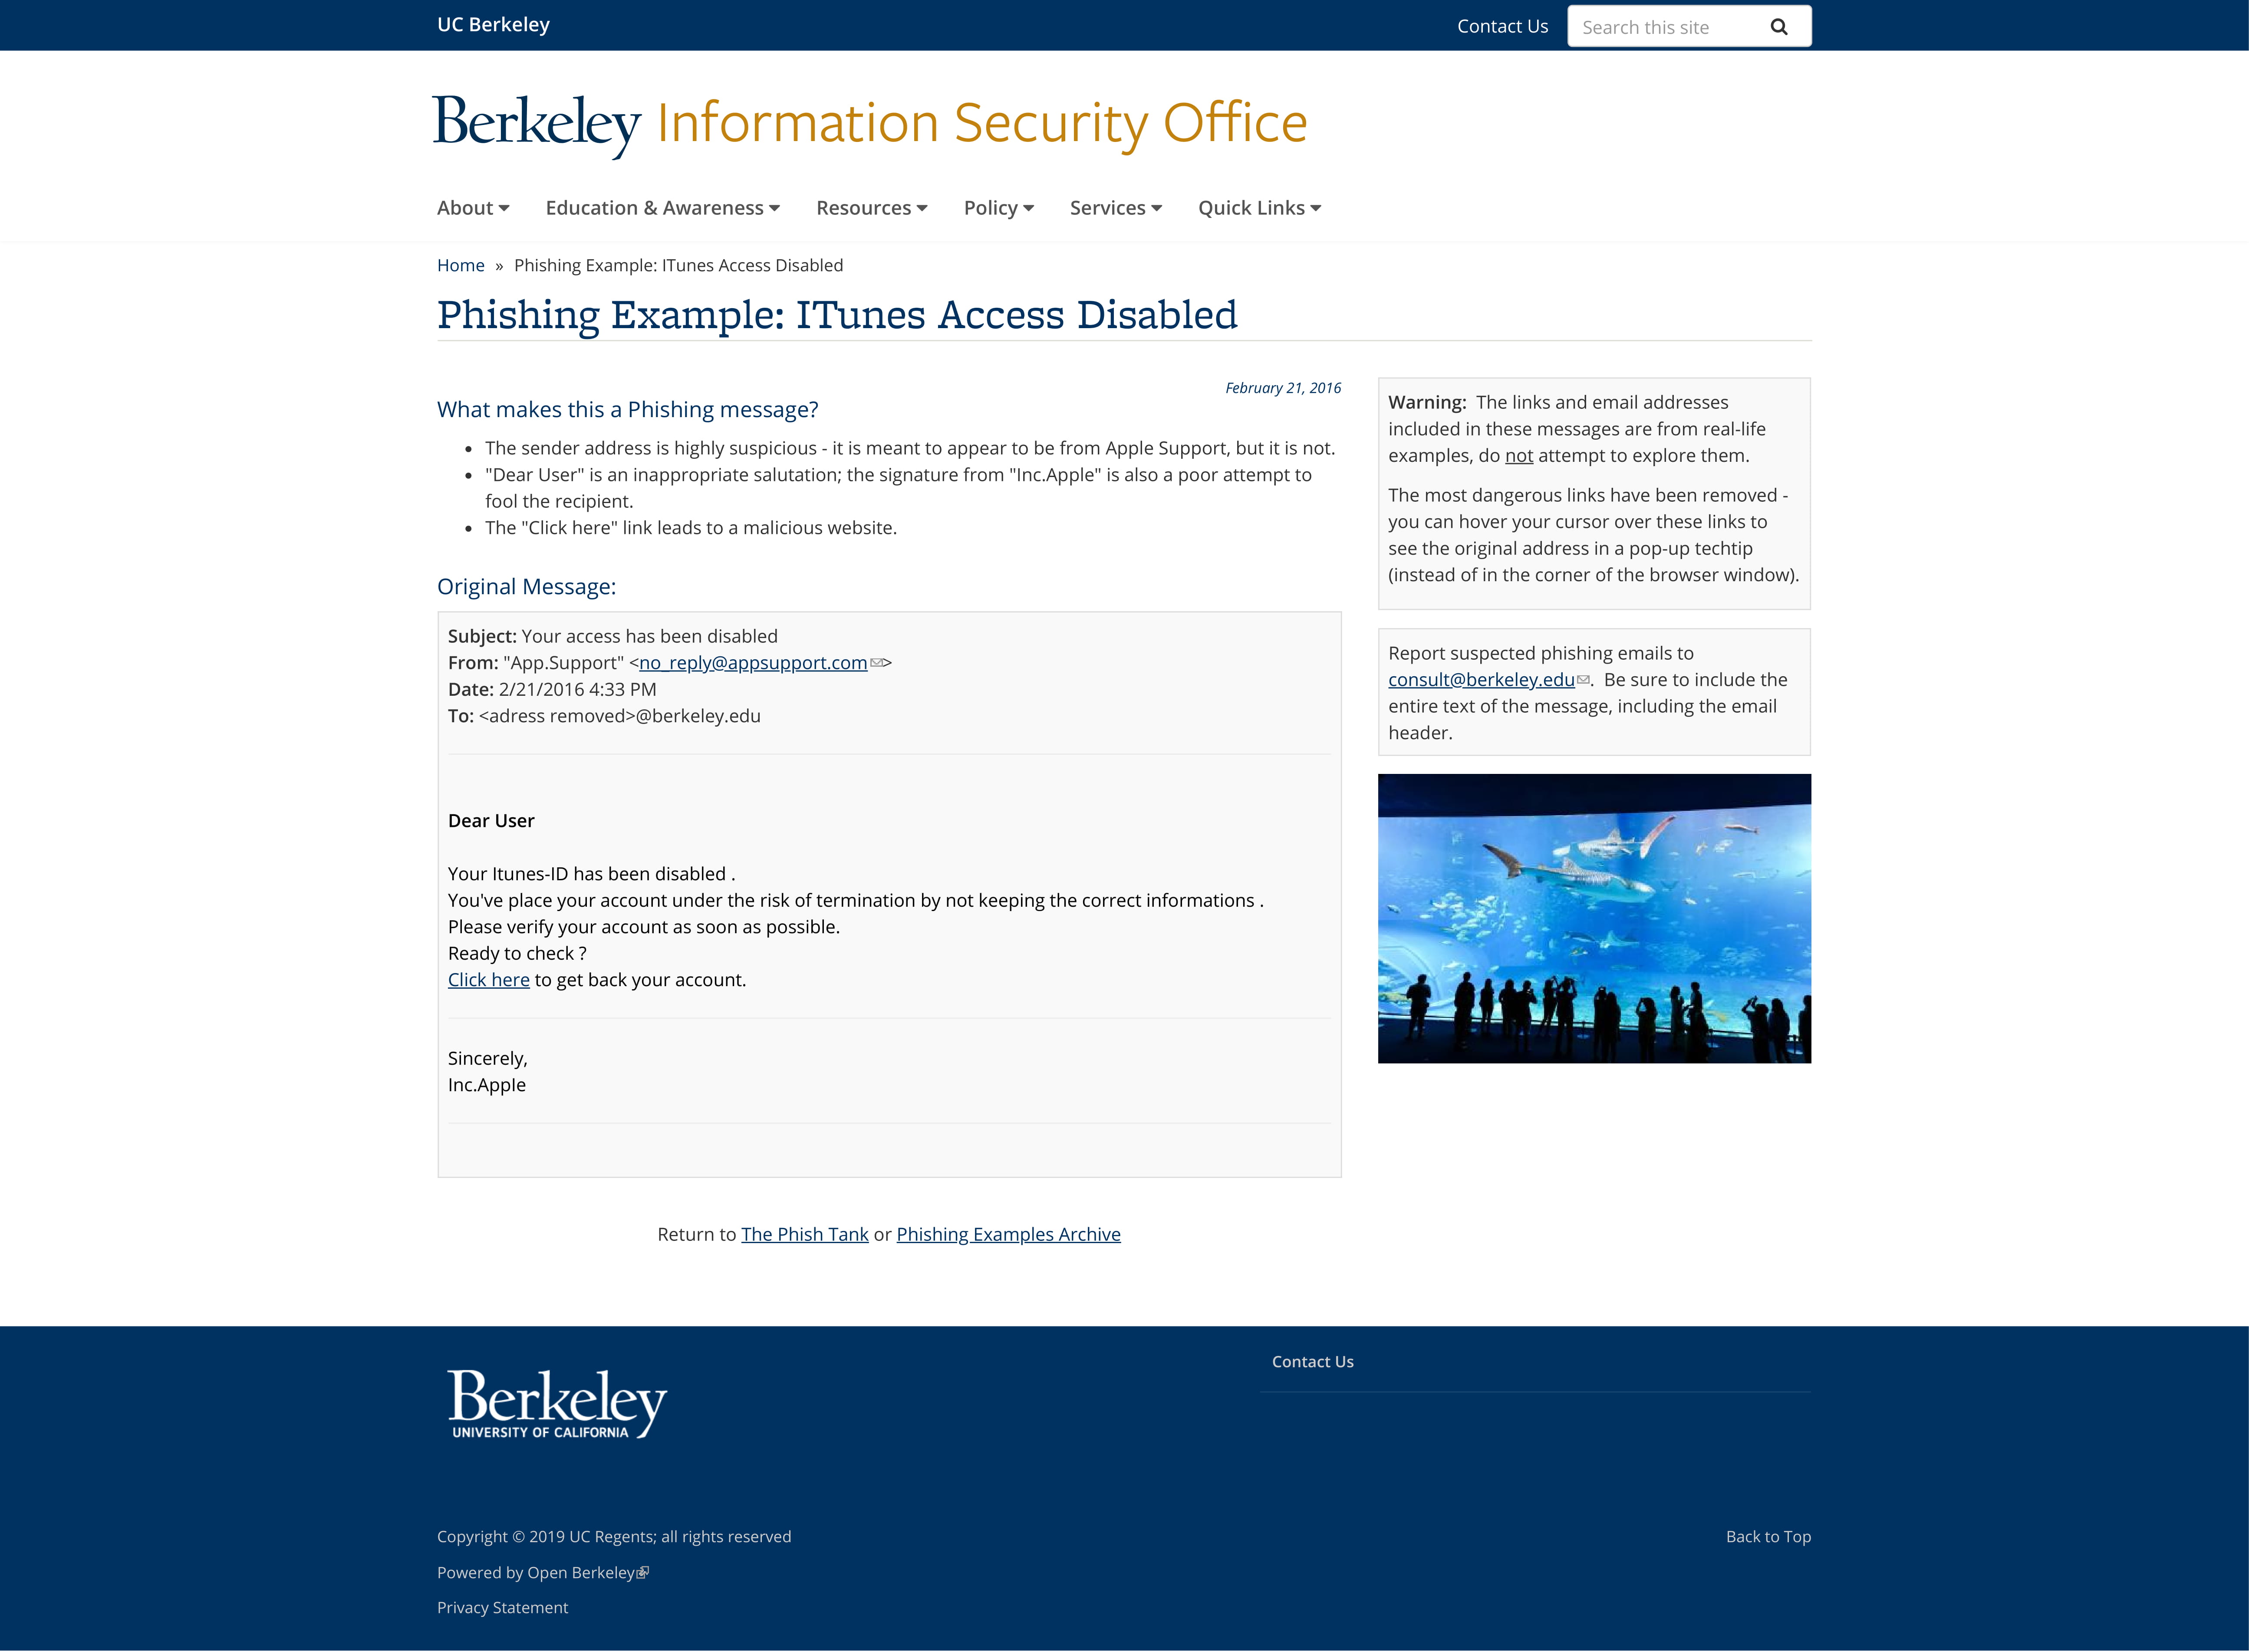 UC Berkeley
Contact Us
Search this site
Berkeley Information Security Office
About
Education & Awareness
Resources
Policy
Services
Quick Links
Home » Phishing Example: ITunes Access Disabled
Phishing Example: ITunes Access Disabled
February 21, 2016
What makes this a Phishing message?
• The sender address is highly suspicious - it is meant to appear to be from Apple Support, but it is not.
• "Dear User" is an inappropriate salutation; the signature from "Inc.Apple" is also a poor attempt to
fool the recipient.
• The "Click here" link leads to a malicious website.
Original Message:
Subject: Your access has been disabled
From: "App.Support" <no_reply@appsupport.com>
Date: 2/21/2016 4:33 PM
To: <adress removed>@berkeley.edu
Dear User
Your Itunes-ID has been disabled .
You've place your account under the risk of termination by not keeping the correct informations .
Please verify your account as soon as possible.
Ready to check ?
Click here to get back your account.
Sincerely,
Inc.Apple
Return to The Phish Tank or Phishing Examples Archive
Warning: The links and email addresses
included in these messages are from real-life
examples, do not attempt to explore them.
The most dangerous links have been removed -
you can hover your cursor over these links to
see the original address in a pop-up techtip
(instead of in the corner of the browser window).
Report suspected phishing emails to
consult@berkeley.edu. Be sure to include the
entire text of the message, including the email
header.
Berkeley
UNIVERSITY OF CALIFORNIA
Contact Us
Copyright © 2019 UC Regents; all rights reserved
Powered by Open Berkeley
Privacy Statement
Back to Top